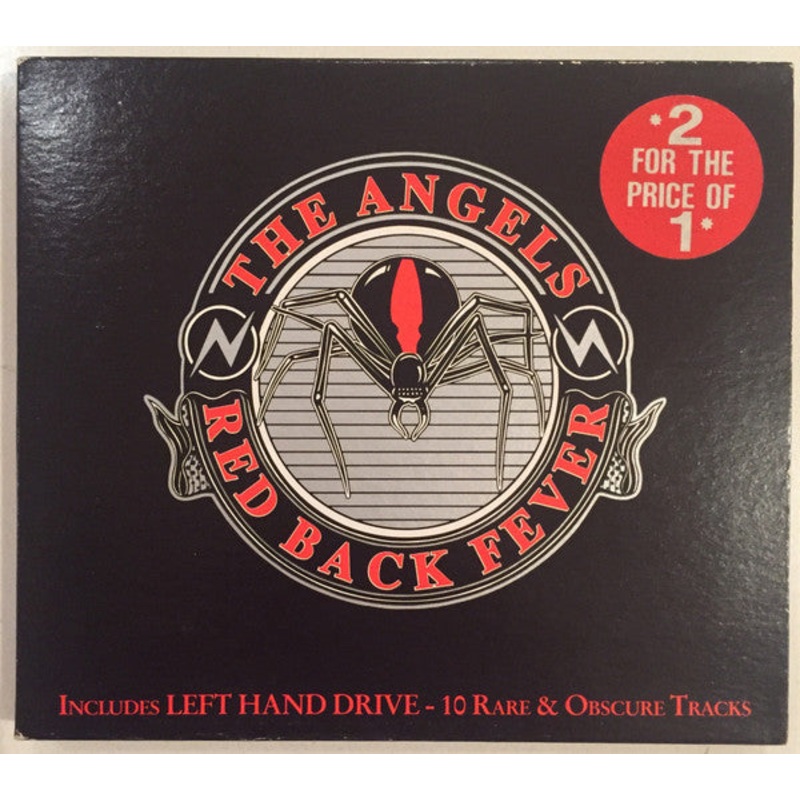 *2
FOR THE
PRICE OF
1*
THE ANGELS
RED BACK FEVER
INCLUDES LEFT HAND DRIVE - 10 RARE & OBSCURE TRACKS